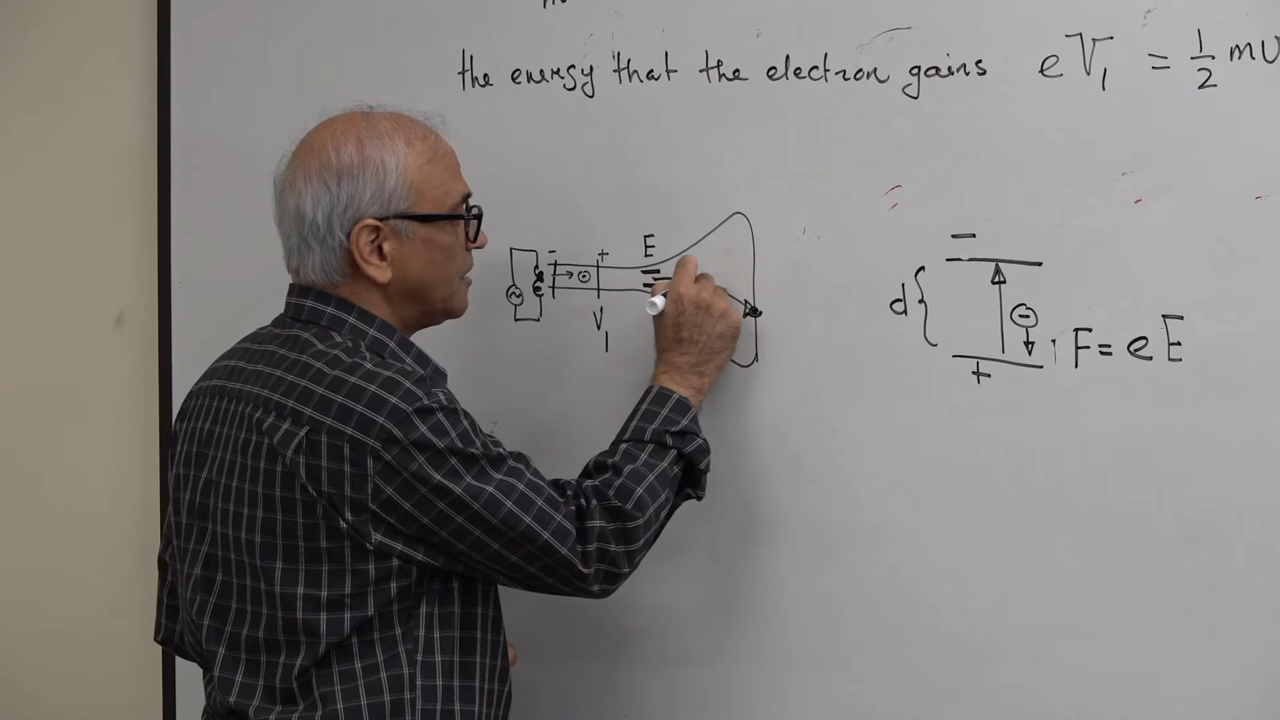 the energy that the electron gains eV₁ = 1/2 mv
E
- +
V₁
-
d{
+
F = eE